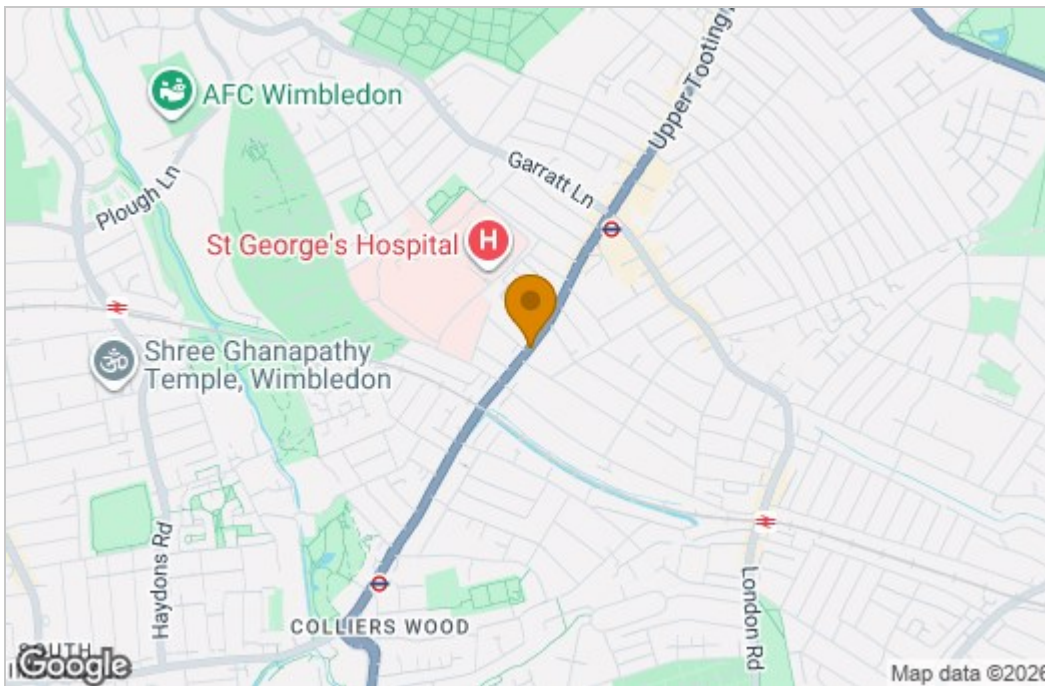 AFC Wimbledon
Upper Tooting
Garratt Ln
Plough Ln
St George's Hospital
H
Shree Ghanapathy
Temple, Wimbledon
Haydons Rd
London Rd
COLLIERS WOOD
SOUTH
Google
Map data ©2026